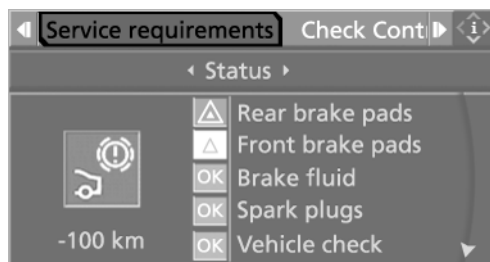 Service requirements Check Cont
Status
Rear brake pads
Front brake pads
OK Brake fluid
OK Spark plugs
-100 km OK Vehicle check